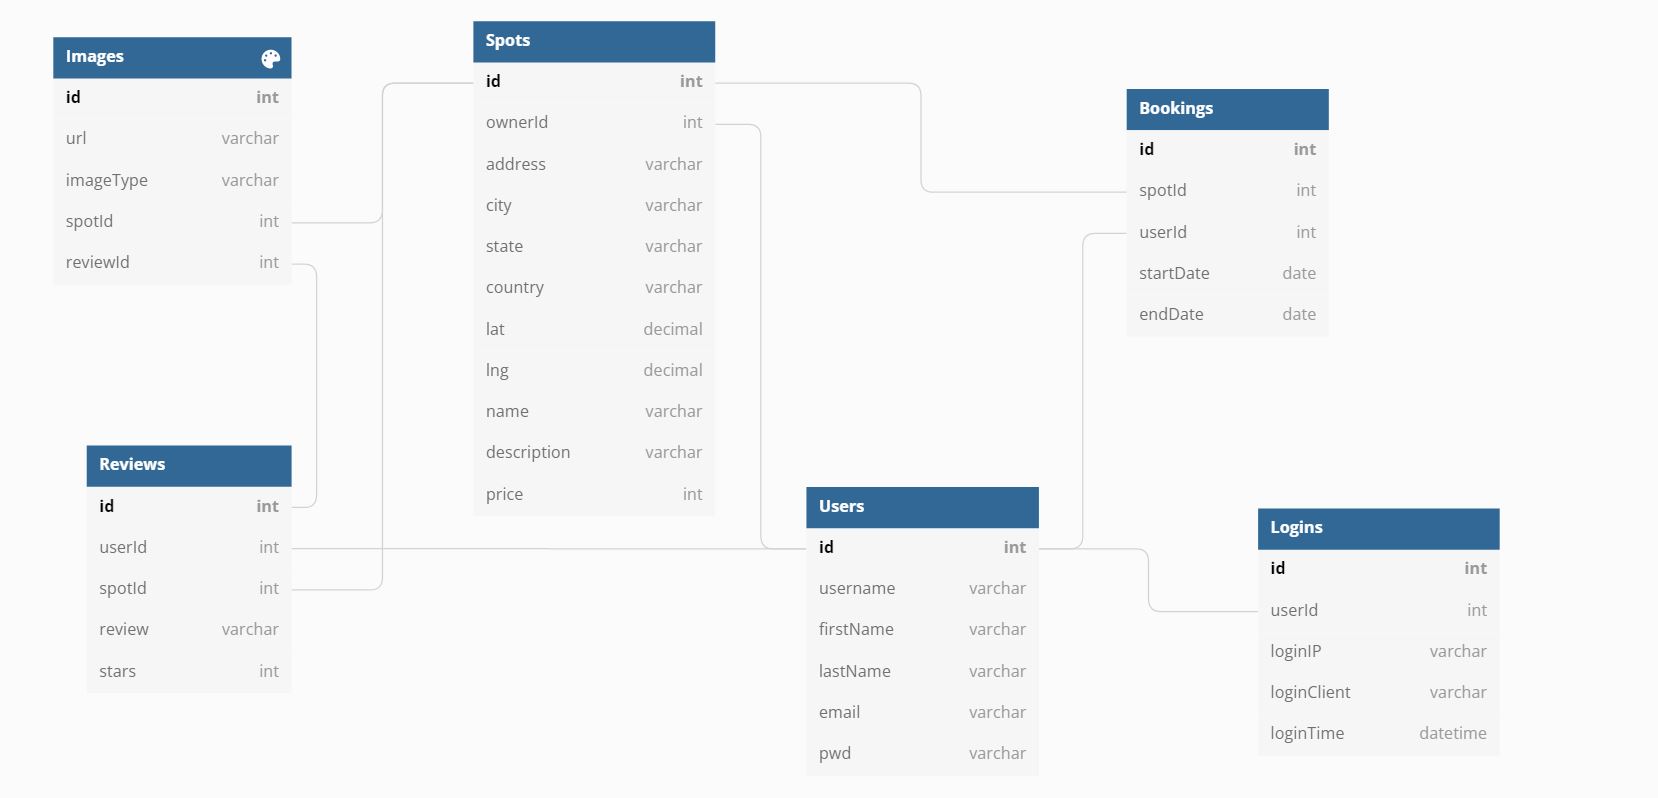 Images
id int
url varchar
imageType varchar
spotId int
reviewId int
Spots
id int
ownerId int
address varchar
city varchar
state varchar
country varchar
lat decimal
lng decimal
name varchar
description varchar
price int
Bookings
id int
spotId int
userId int
startDate date
endDate date
Reviews
id int
userId int
spotId int
review varchar
stars int
Users
id int
username varchar
firstName varchar
lastName varchar
email varchar
pwd varchar
Logins
id int
userId int
loginIP varchar
loginClient varchar
loginTime datetime